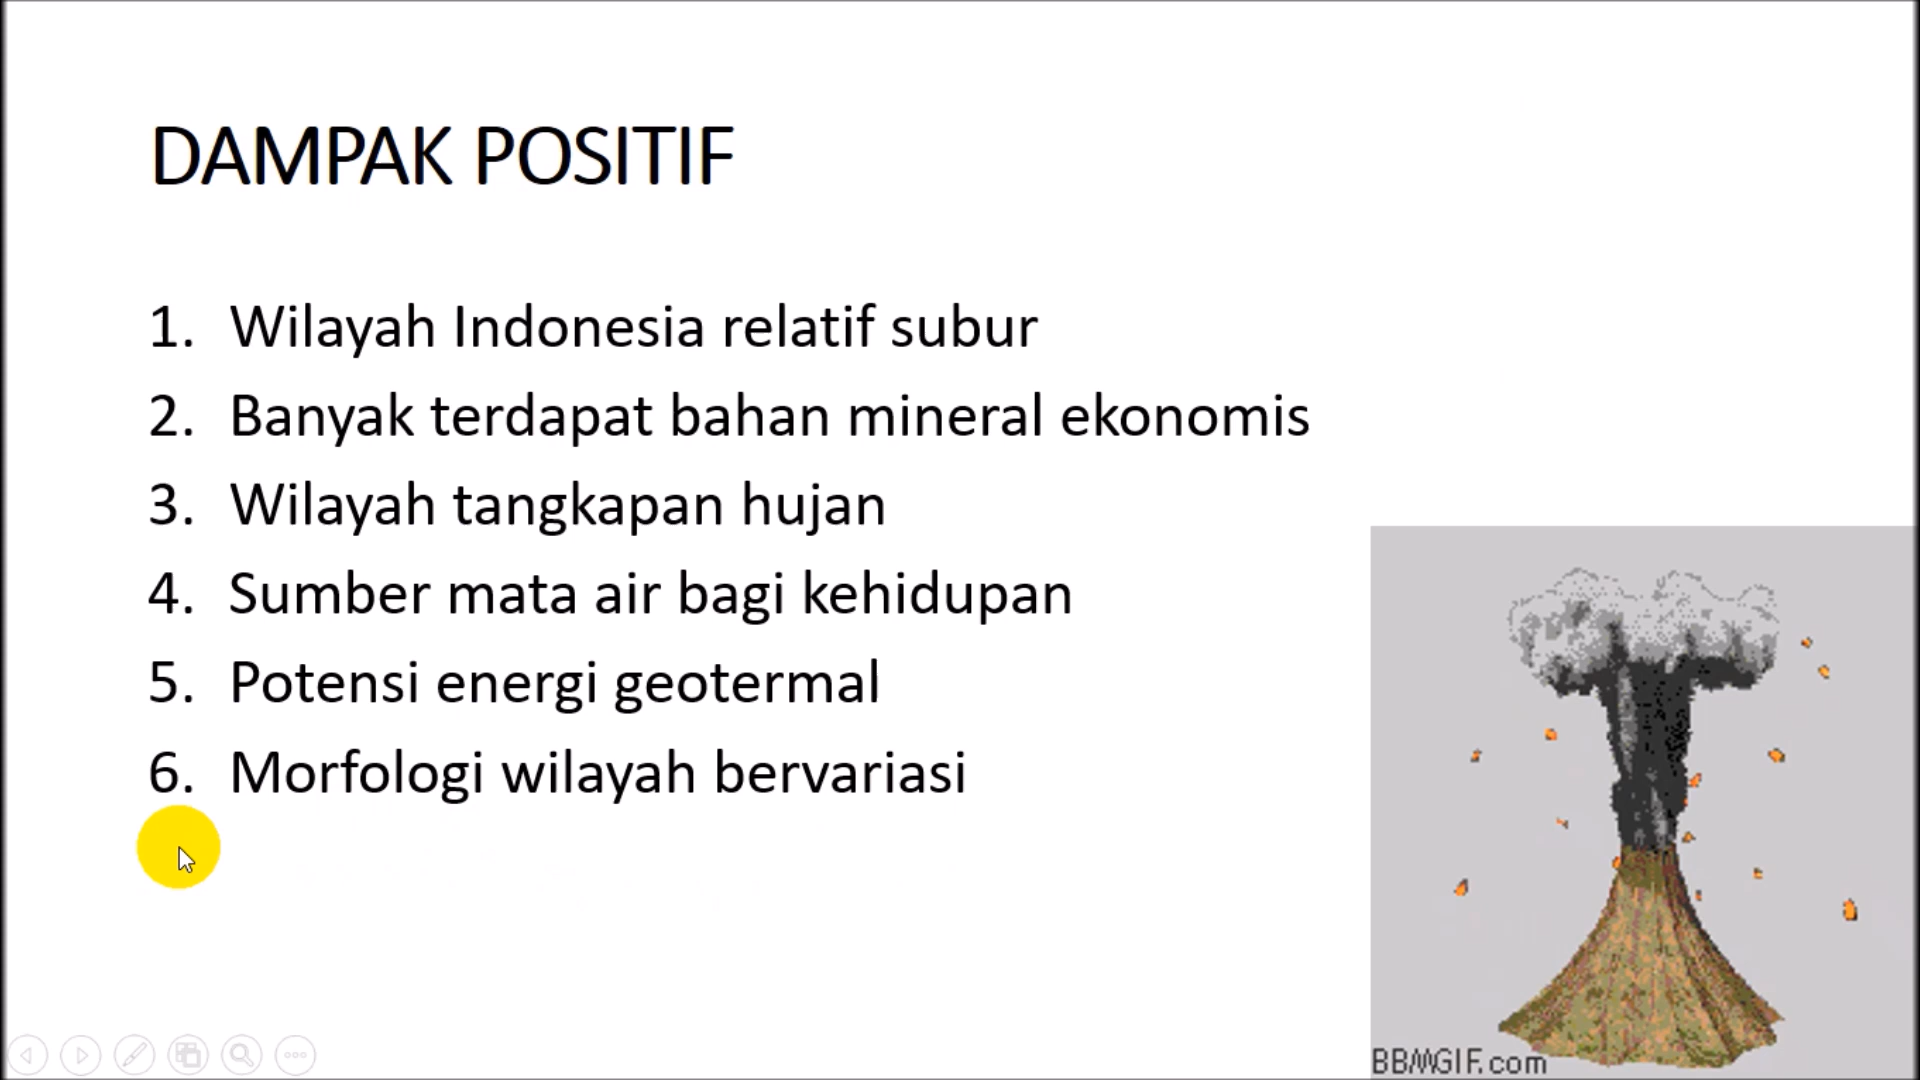 DAMPAK POSITIF
1. Wilayah Indonesia relatif subur
2. Banyak terdapat bahan mineral ekonomis
3. Wilayah tangkapan hujan
4. Sumber mata air bagi kehidupan
5. Potensi energi geotermal
6. Morfologi wilayah bervariasi
BBMGIF.com